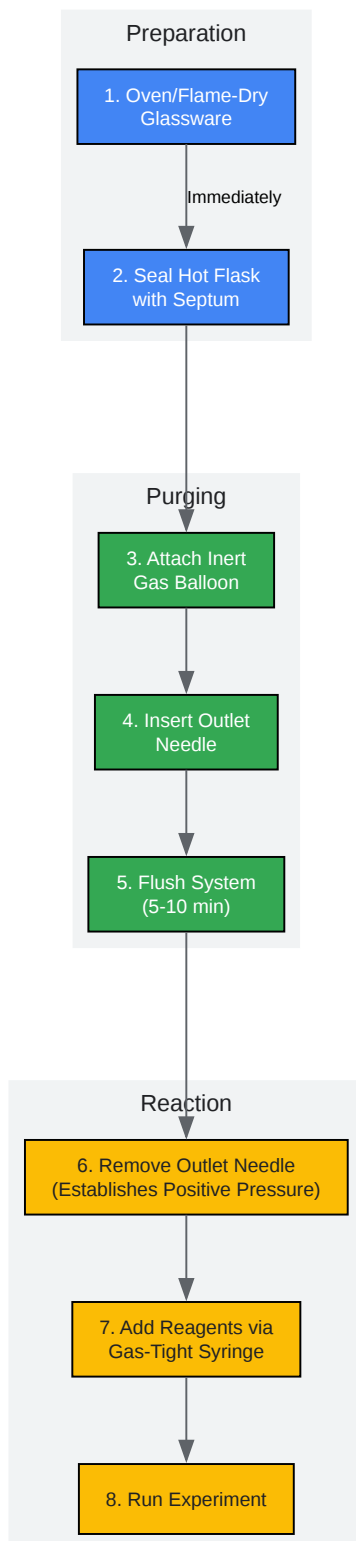 Preparation
1. Oven/Flame-Dry
Glassware
Immediately
2. Seal Hot Flask
with Septum
Purging
3. Attach Inert
Gas Balloon
4. Insert Outlet
Needle
5. Flush System
(5-10 min)
Reaction
6. Remove Outlet Needle
(Establishes Positive Pressure)
7. Add Reagents via
Gas-Tight Syringe
8. Run Experiment